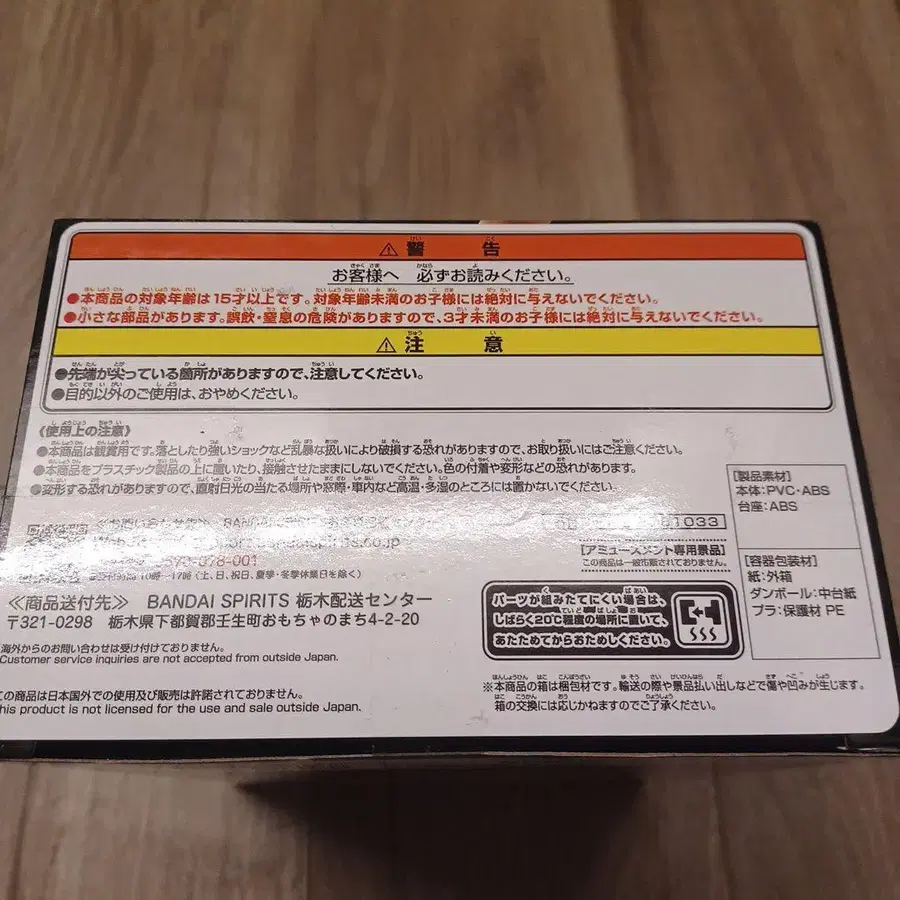 ⚠ 警告
お客様へ 必ずお読みください。
●本商品の対象年齢は15才以上です。対象年齢未満のお子様には絶対に与えないでください。
●小さな部品があります。誤飲・窒息の危険がありますので、3才未満のお子様には絶対に与えないでください。
⚠ 注意
●先端が尖っている箇所がありますので、注意してください。
●目的以外のご使用は、おやめください。
《使用上の注意》
●本商品は観賞用です。落としたり強いショックなど乱暴な扱いにより破損する恐れがありますので、お取り扱いにはご注意ください。
●本商品をプラスチック製品の上に置いたり、接触させたままにしないでください。色の付着や変形などの恐れがあります。
●変形する恐れがありますので、直射日光の当たる場所や窓際・車内など高温・多湿のところには置かないでください。
1033
10時～17時(土、日、祝日、夏季・冬季休業日を除く)
≪商品送付先≫ BANDAI SPIRITS 栃木配送センター
〒321-0298 栃木県下都賀郡壬生町おもちゃのまち4-2-20
海外からのお問い合わせは受け付けておりません。
Customer service inquiries are not accepted from outside Japan.
この商品は日本国外での使用及び販売は許諾されておりません。
his product is not licensed for the use and sale outside Japan.
[アミューズメント専用景品]
この商品は一般市販されておりません。
パーツが組みたてにくい場合は、
しばらく20℃程度の場所に置いて、
あたためてからおためしください。
※本商品の箱は梱包材です。輸送の際や景品払い出しなどで傷や凹みが生じます。
箱の交換には応じかねますのでご了承ください。
[製品素材]
本体:PVC・ABS
台座:ABS
[容器包装材]
紙:外箱
ダンボール:中台紙
プラ:保護材 PE